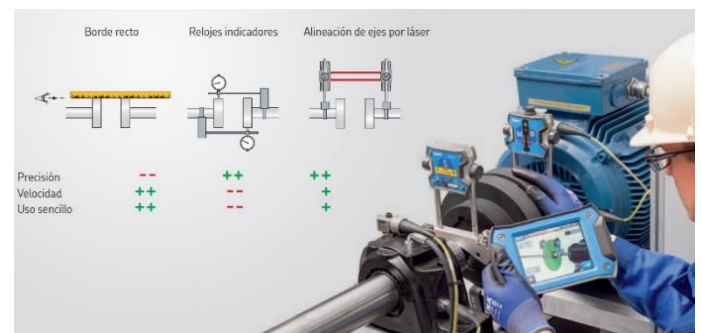 Borde recto Relojes indicadores Alineación de ejes por láser
Precisión -- ++ ++
Velocidad ++ -- +
Uso sencillo ++ -- +